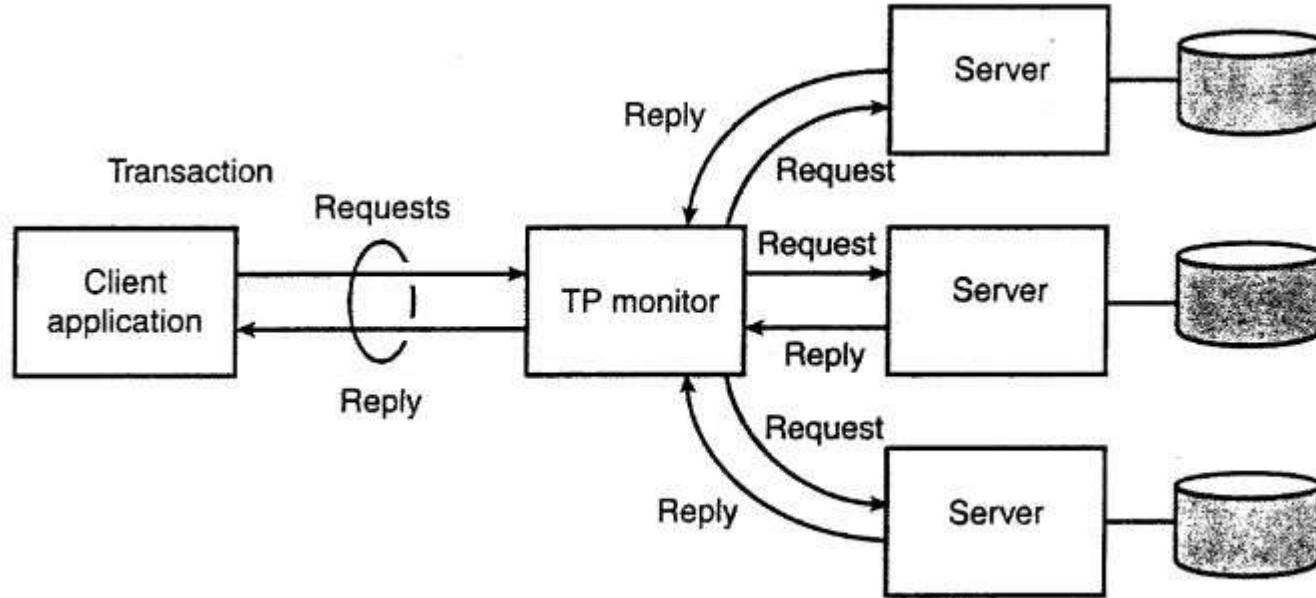 Server
Reply
Transaction
Request
Requests
Client
application
TP monitor
Request
Server
Reply
Reply
Request
Reply
Server